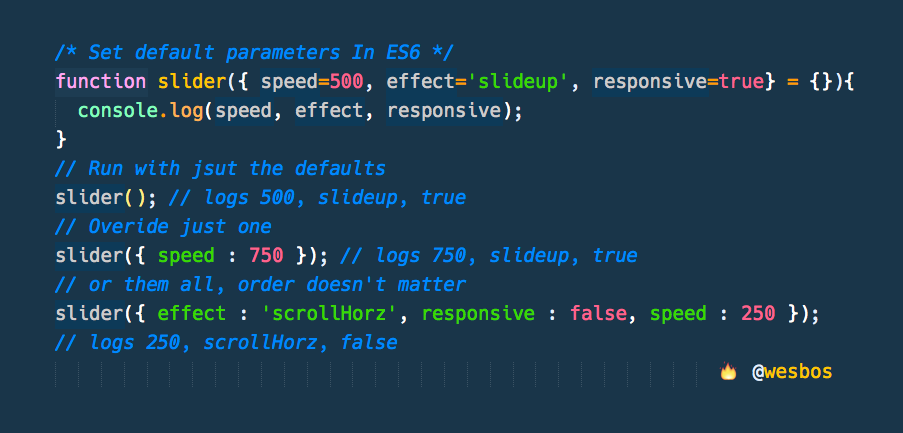 /* Set default parameters In ES6 */
function slider({ speed=500, effect='slideup', responsive=true} = {}){
  console.log(speed, effect, responsive);
}
// Run with jsut the defaults
slider(); // logs 500, slideup, true
// Overide just one
slider({ speed : 750 }); // logs 750, slideup, true
// or them all, order doesn't matter
slider({ effect : 'scrollHorz', responsive : false, speed : 250 });
// logs 250, scrollHorz, false
🔥 @wesbos